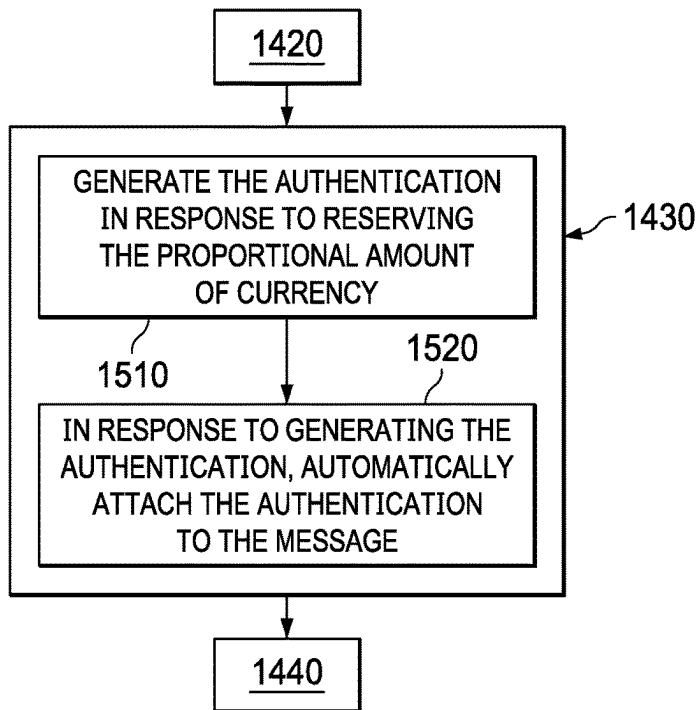 1420
GENERATE THE AUTHENTICATION
IN RESPONSE TO RESERVING
THE PROPORTIONAL AMOUNT
OF CURRENCY
1430
1510
1520
IN RESPONSE TO GENERATING THE
AUTHENTICATION, AUTOMATICALLY
ATTACH THE AUTHENTICATION
TO THE MESSAGE
1440